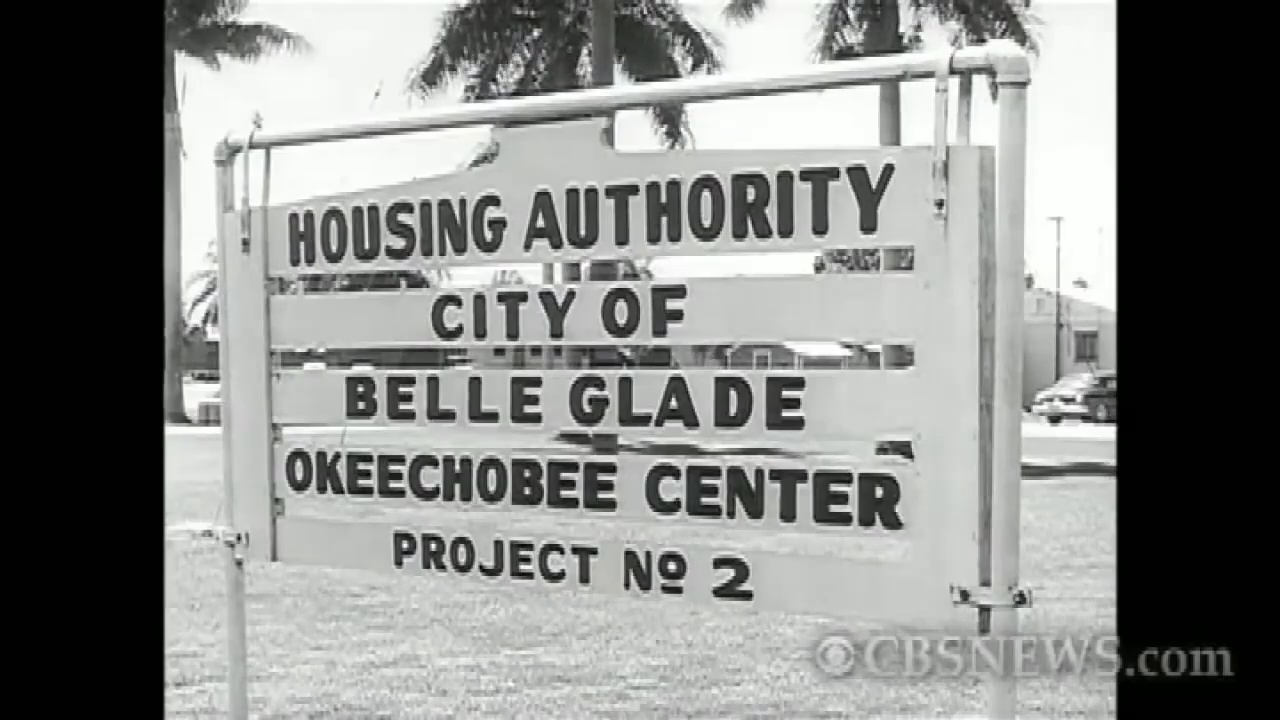 HOUSING AUTHORITY
CITY OF
BELLE GLADE
OKEECHOBEE CENTER
PROJECT Nº 2
CBSNEWS.com